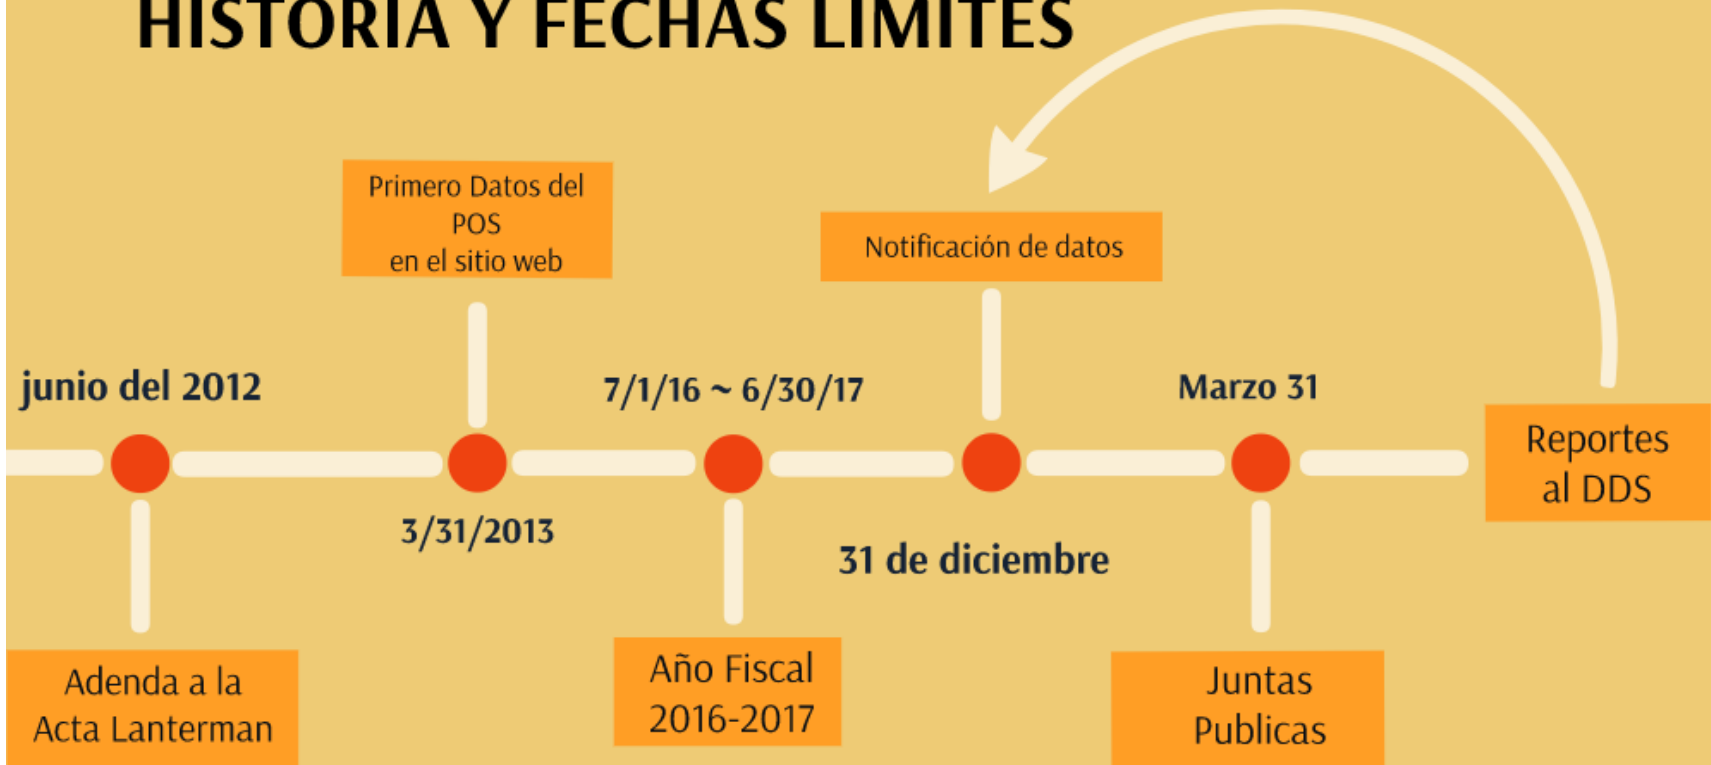 HISTORIA Y FECHAS LIMITES
Primero Datos del
POS
en el sitio web
Notificación de datos
junio del 2012
7/1/16 ~ 6/30/17
Marzo 31
Reportes
al DDS
3/31/2013
31 de diciembre
Adenda a la
Acta Lanterman
Año Fiscal
2016-2017
Juntas
Publicas